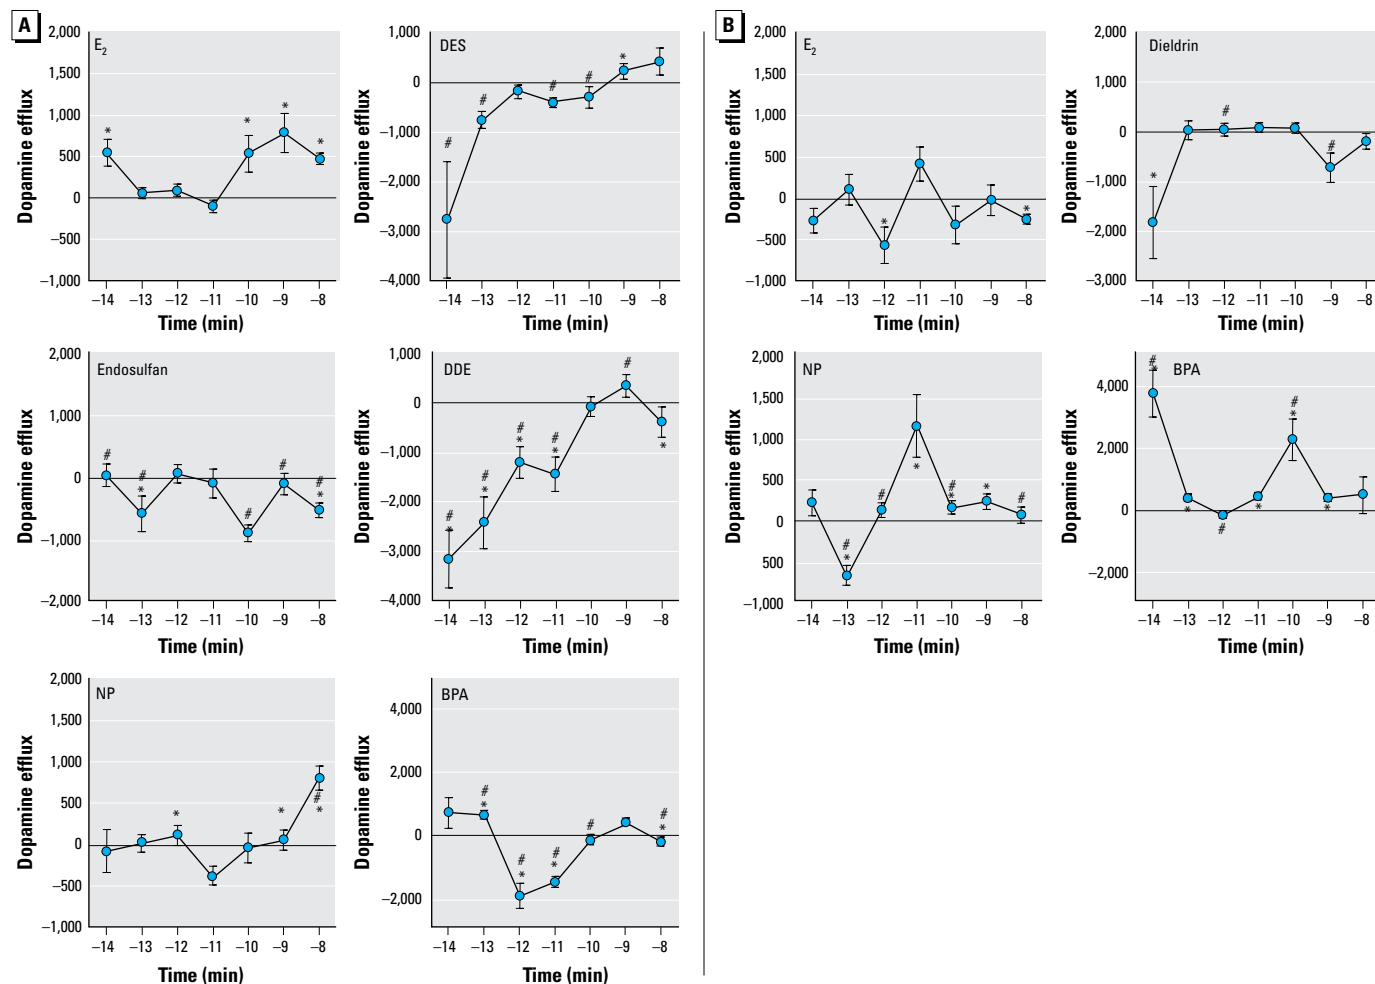 A
E₂
Dopamine efflux
2,000
1,500
1,000
500
0
–500
–1,000
* * * *
–14 –13 –12 –11 –10 –9 –8
Time (min)
DES
Dopamine efflux
1,000
0
–1,000
–2,000
–3,000
–4,000
# # # # *
–14 –13 –12 –11 –10 –9 –8
Time (min)
Endosulfan
Dopamine efflux
2,000
1,000
0
–1,000
–2,000
# # * # # # *
–14 –13 –12 –11 –10 –9 –8
Time (min)
DDE
Dopamine efflux
1,000
0
–1,000
–2,000
–3,000
–4,000
# * # * # * # * # *
–14 –13 –12 –11 –10 –9 –8
Time (min)
NP
Dopamine efflux
2,000
1,500
1,000
500
0
–500
–1,000
* * # *
–14 –13 –12 –11 –10 –9 –8
Time (min)
BPA
Dopamine efflux
4,000
2,000
0
–2,000
# * # * # * # # *
–14 –13 –12 –11 –10 –9 –8
Time (min)
B
E₂
Dopamine efflux
2,000
1,500
1,000
500
0
–500
–1,000
* *
–14 –13 –12 –11 –10 –9 –8
Time (min)
Dieldrin
Dopamine efflux
2,000
1,000
0
–1,000
–2,000
–3,000
* # #
–14 –13 –12 –11 –10 –9 –8
Time (min)
NP
Dopamine efflux
2,000
1,500
1,000
500
0
500
–1,000
# * # * # * * #
–14 –13 –12 –11 –10 –9 –8
Time (min)
BPA
Dopamine efflux
4,000
2,000
0
–2,000
# * * # * # * *
–14 –13 –12 –11 –10 –9 –8
Time (min)